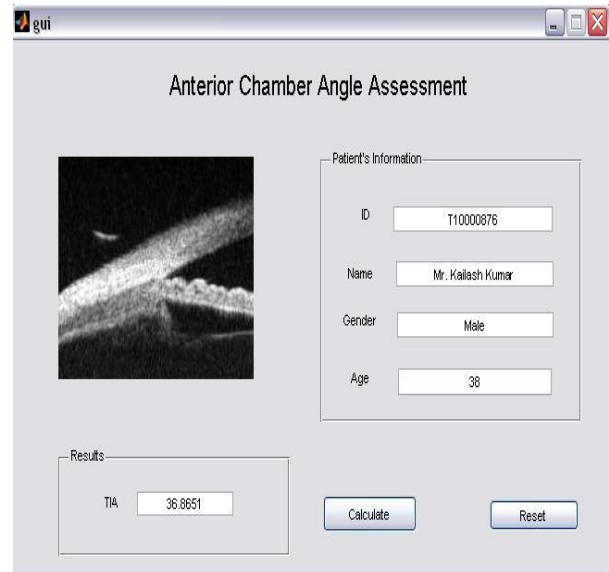 gui
Anterior Chamber Angle Assessment
Patient's Information
ID T10000876
Name Mr. Kailash Kumar
Gender Male
Age 38
Results
TIA 36.8651
Calculate
Reset